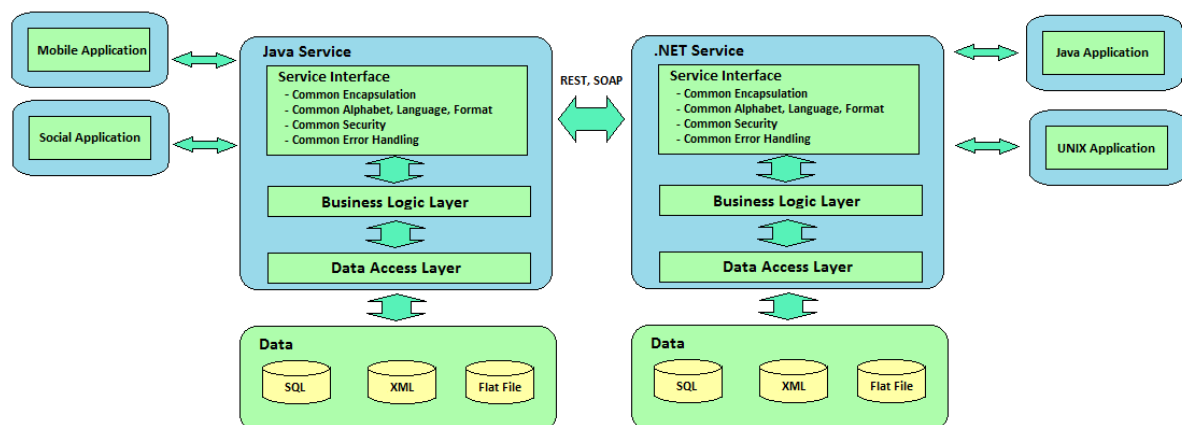 Mobile Application
Social Application
Java Service
Service Interface
- Common Encapsulation
- Common Alphabet, Language, Format
- Common Security
- Common Error Handling
Business Logic Layer
Data Access Layer
Data
SQL
XML
Flat File
REST, SOAP
.NET Service
Service Interface
- Common Encapsulation
- Common Alphabet, Language, Format
- Common Security
- Common Error Handling
Business Logic Layer
Data Access Layer
Data
SQL
XML
Flat File
Java Application
UNIX Application